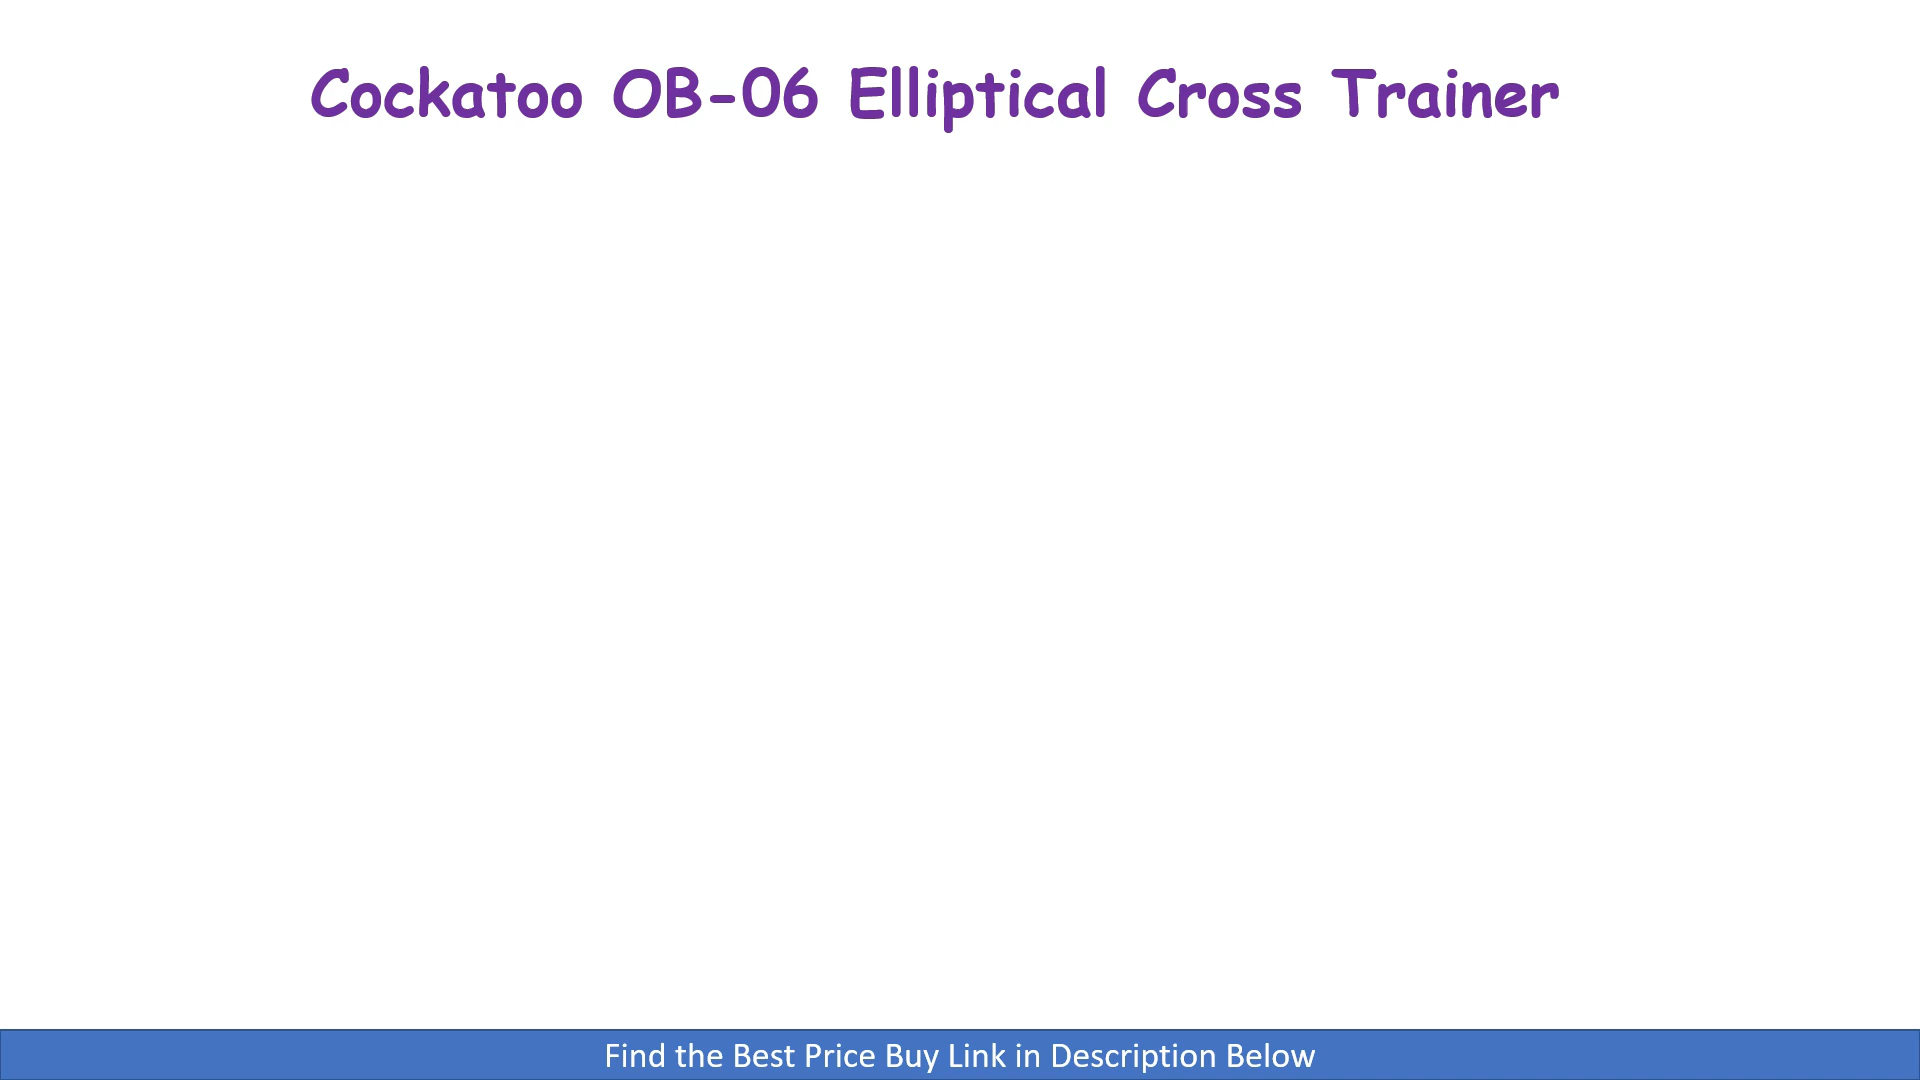 Cockatoo OB-06 Elliptical Cross Trainer
Find the Best Price Buy Link in Description Below